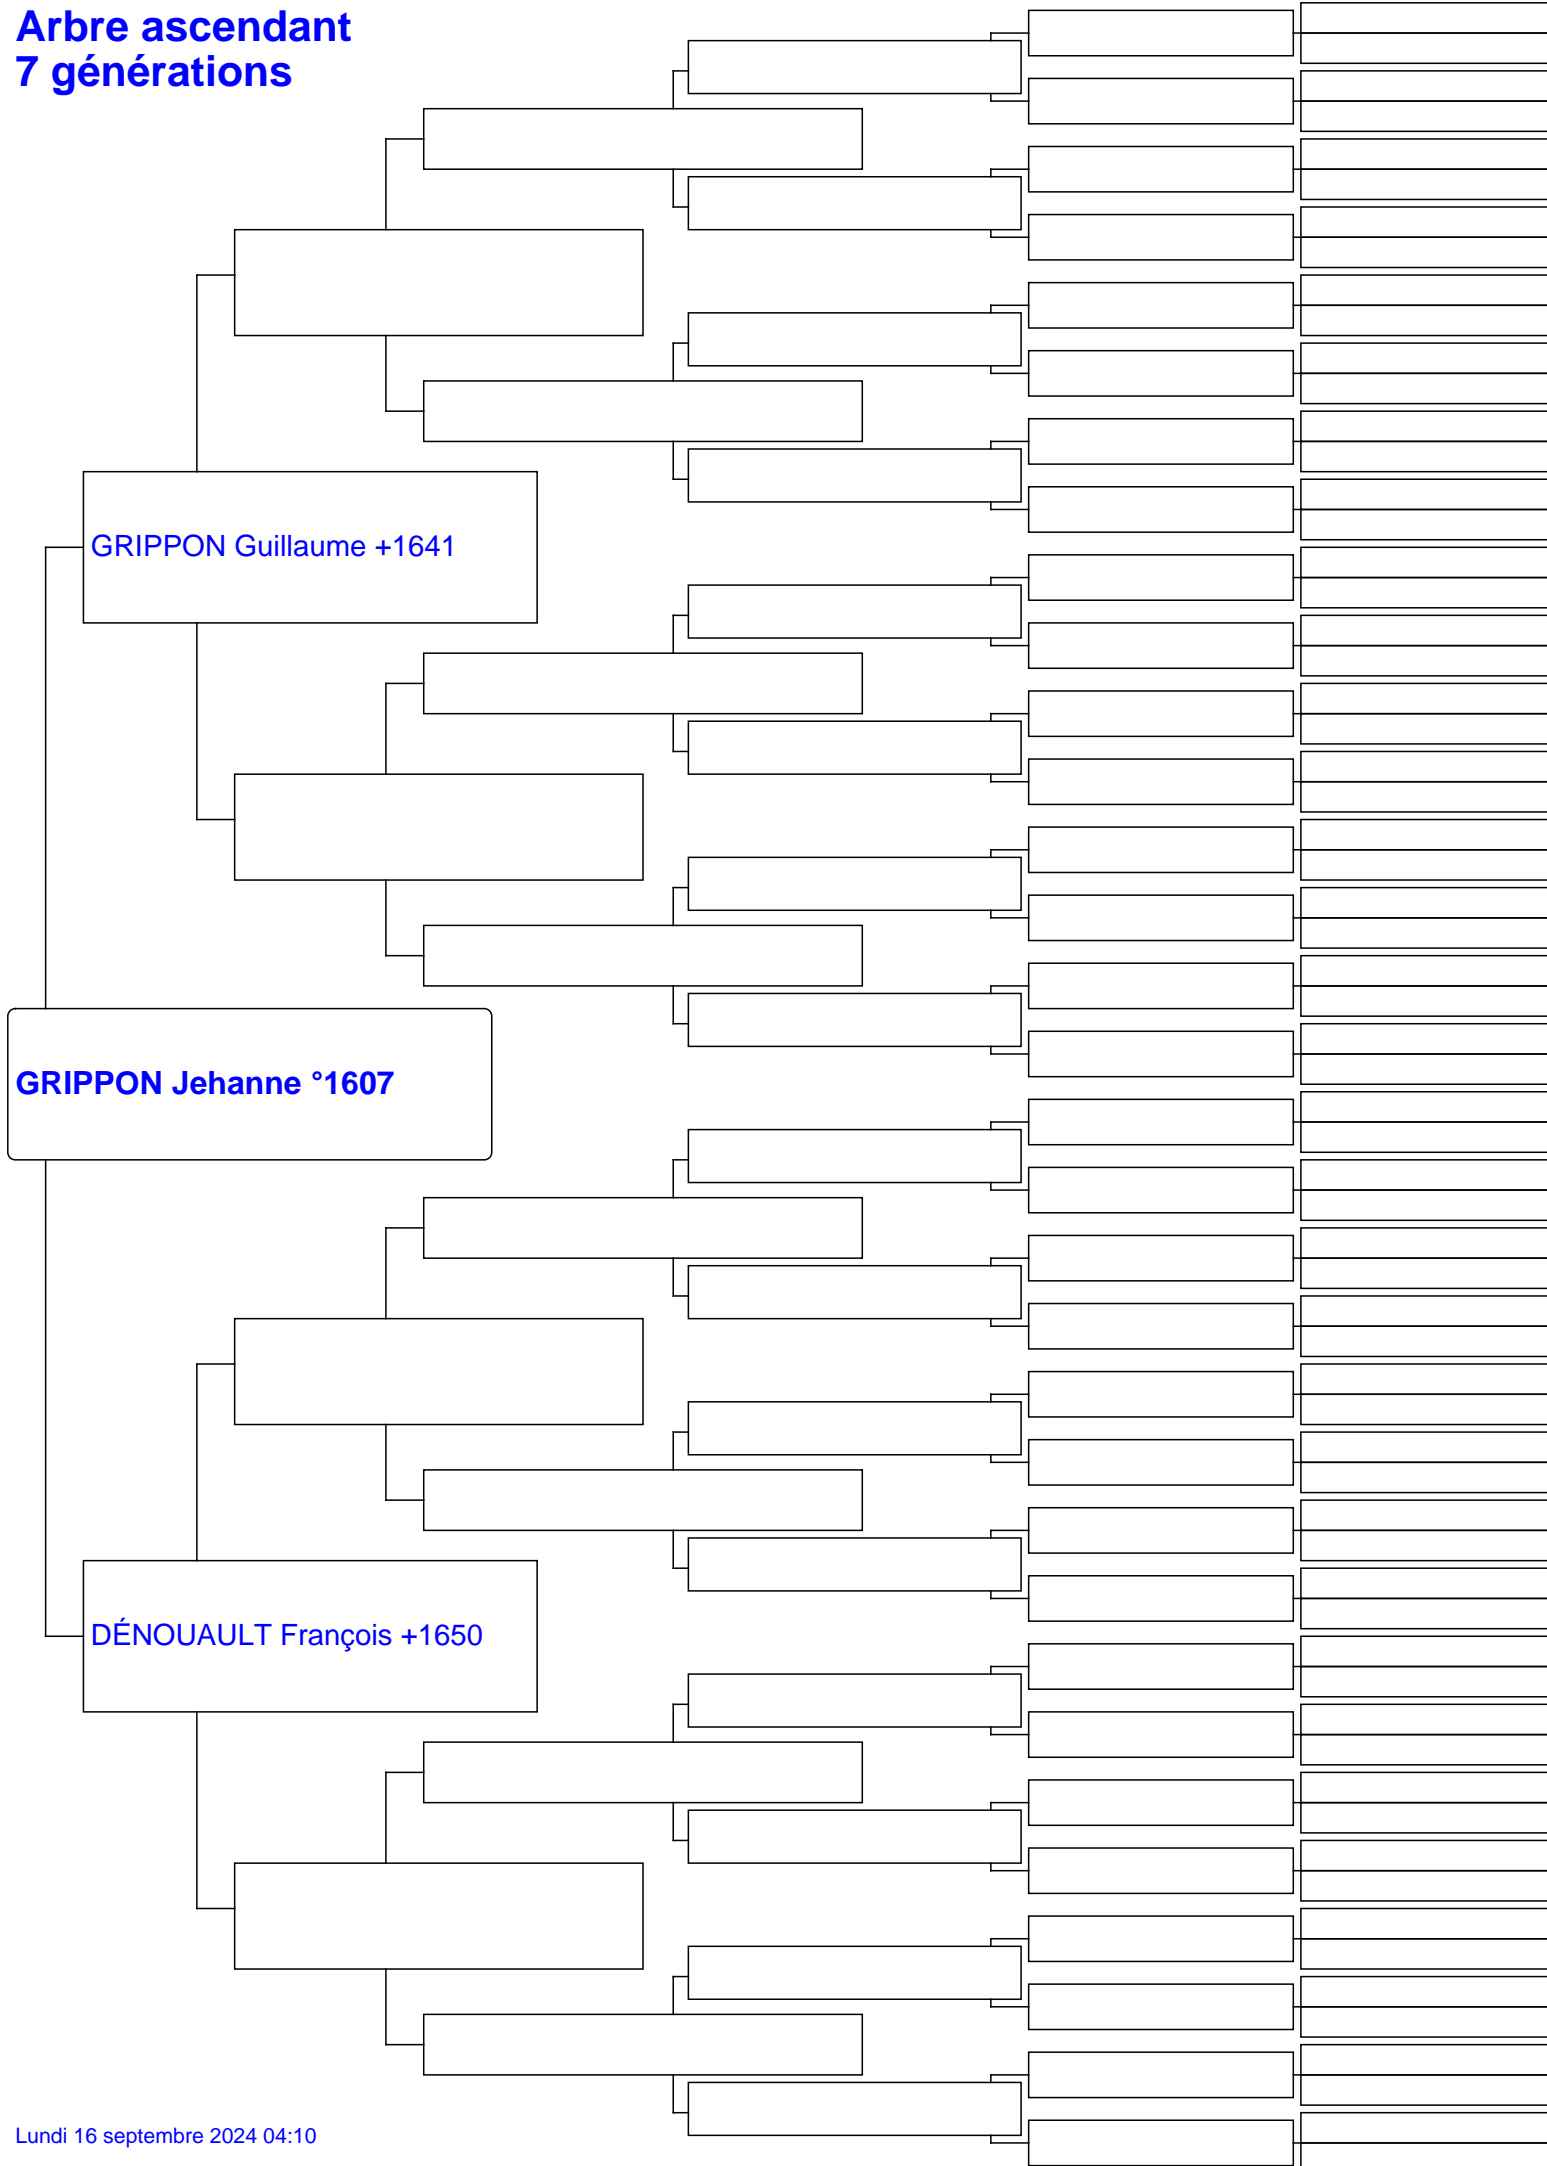 Arbre ascendant
7 générations
GRIPPON Guillaume +1641
GRIPPON Jehanne °1607
DÉNOUAULT François +1650
Lundi 16 septembre 2024 04:10